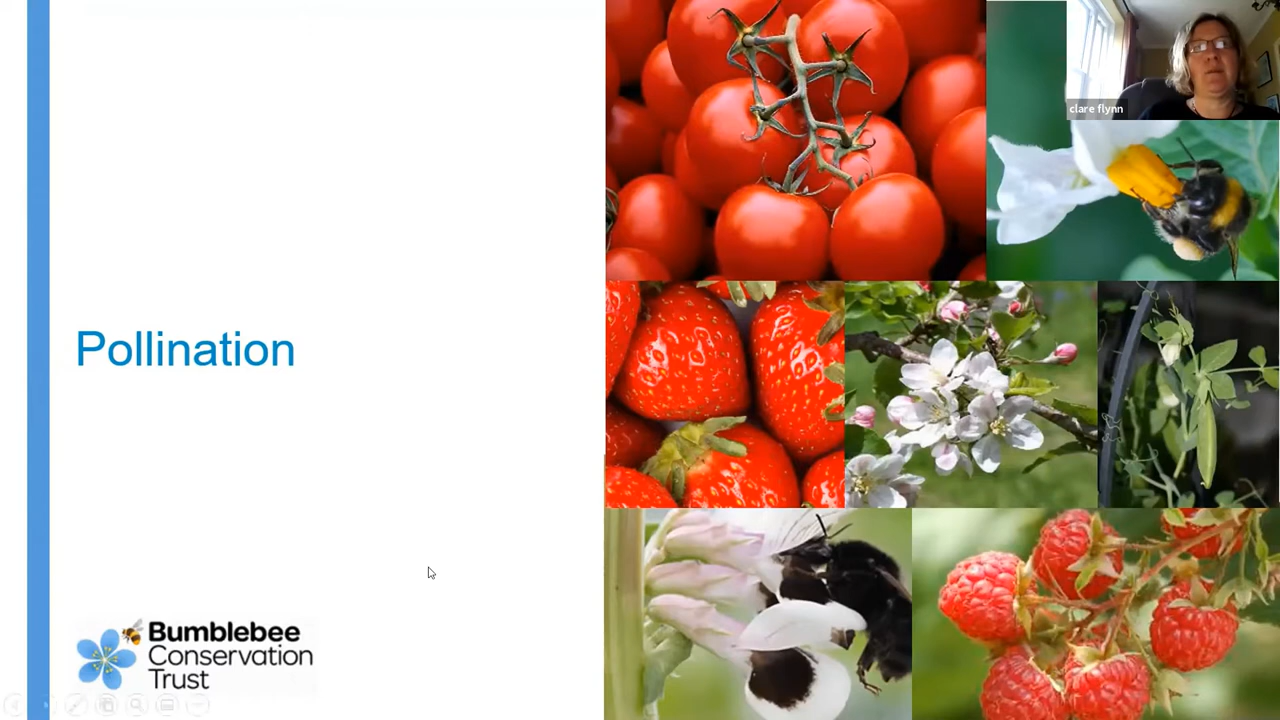 clare flynn
Pollination
Bumblebee
Conservation
Trust